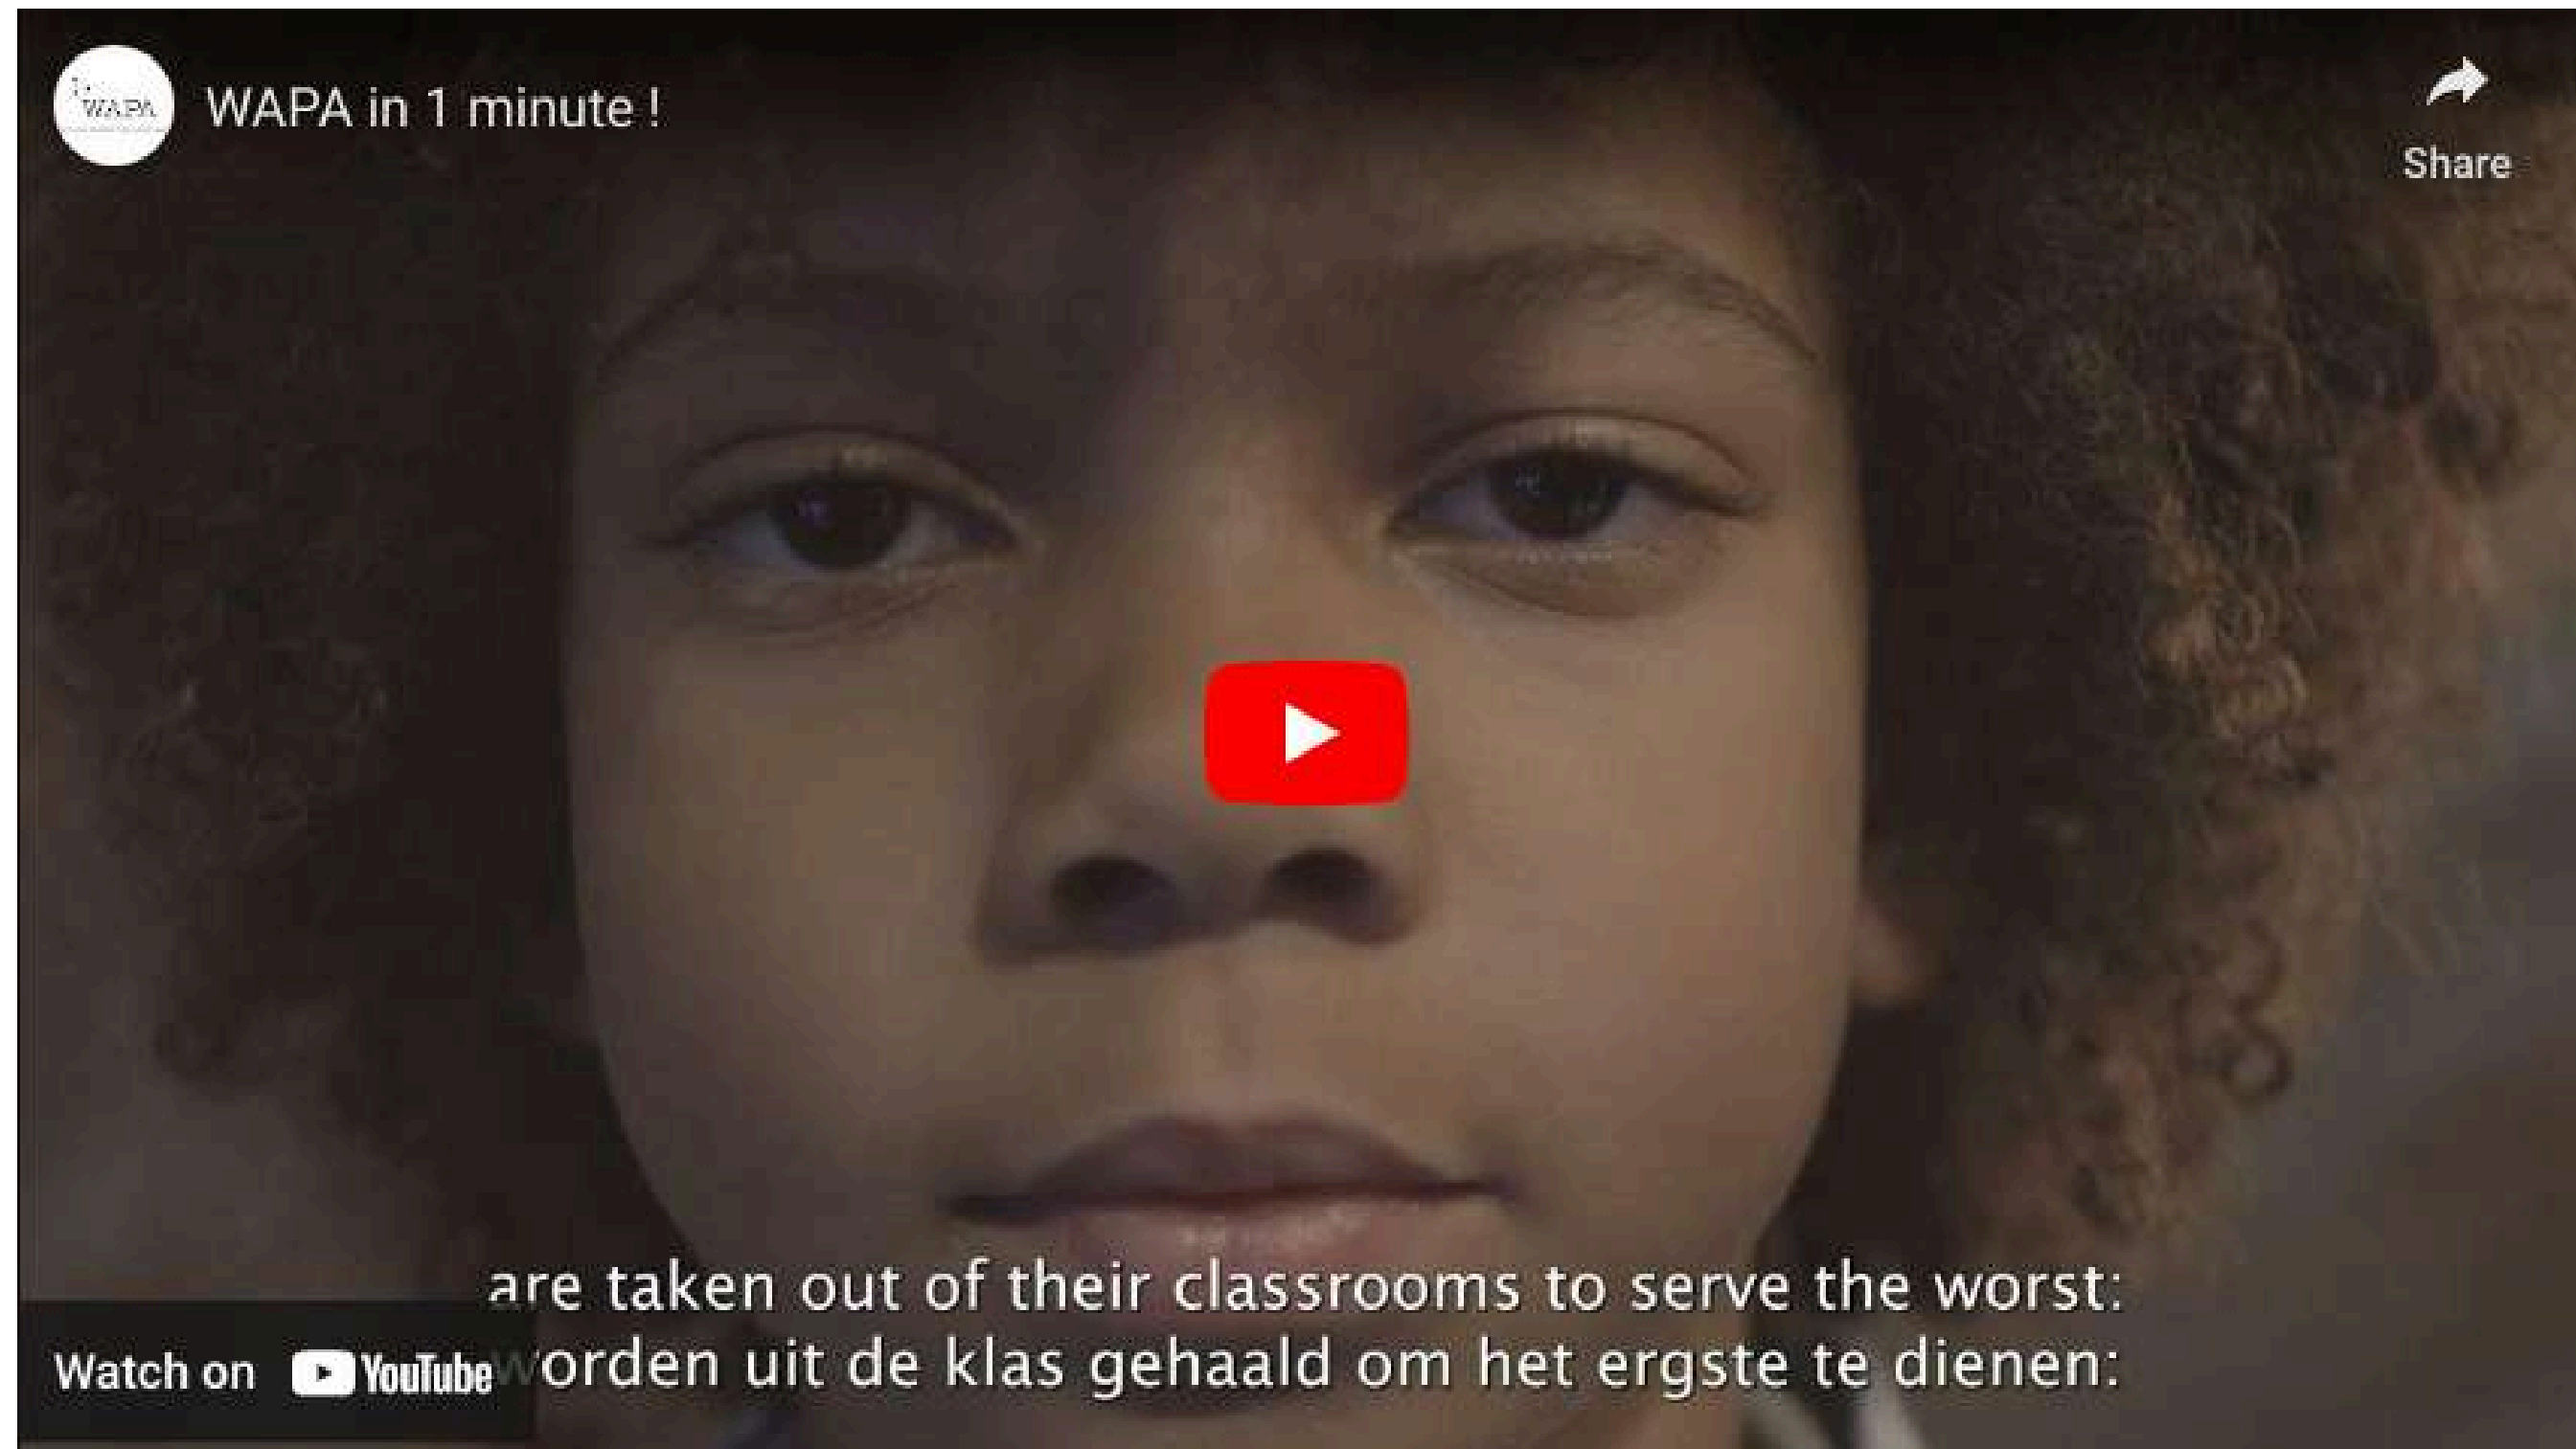 WAPA
WAPA in 1 minute !
Share
are taken out of their classrooms to serve the worst:
worden uit de klas gehaald om het ergste te dienen:
Watch on YouTube